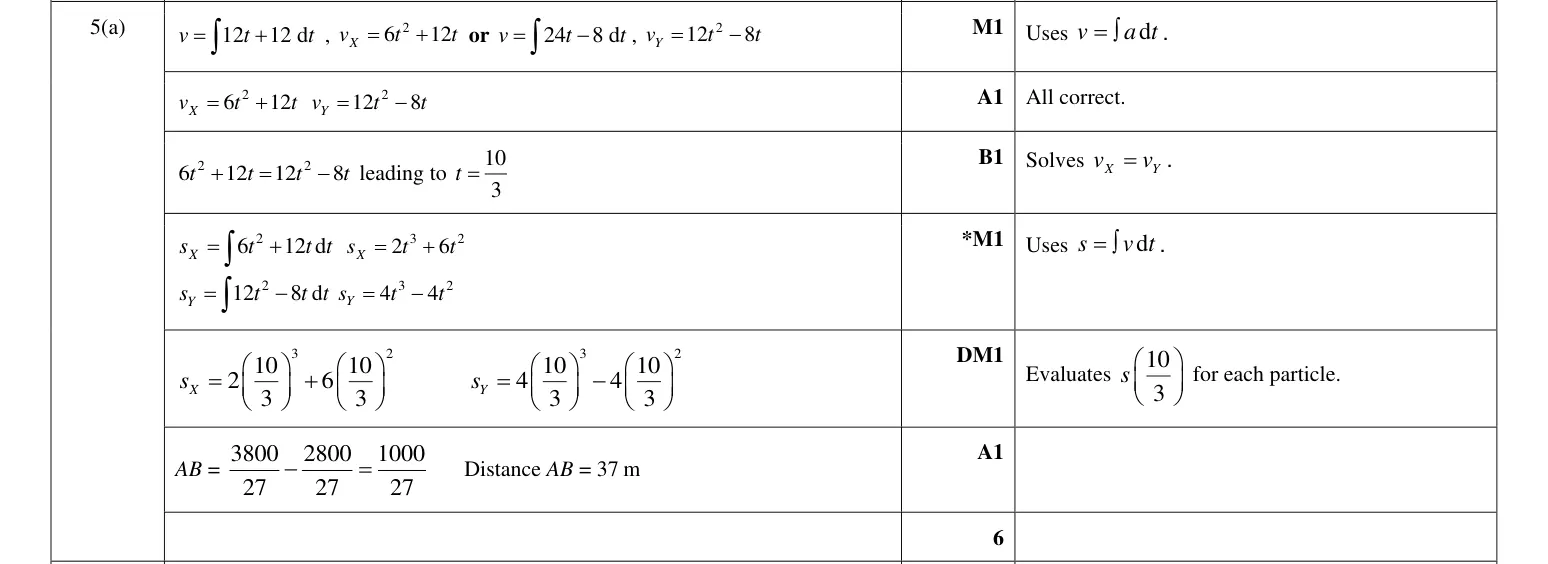 5(a) v = ∫12t + 12 dt , v_X = 6t² + 12t or v = ∫24t − 8 dt , v_Y = 12t² − 8t M1 Uses v = ∫ a dt .
v_X = 6t² + 12t v_Y = 12t² − 8t A1 All correct.
6t² + 12t = 12t² − 8t leading to t = 10/3 B1 Solves v_X = v_Y .
s_X = ∫6t² + 12t dt s_X = 2t³ + 6t² *M1 Uses s = ∫ v dt .
s_Y = ∫12t² − 8t dt s_Y = 4t³ − 4t²
s_X = 2(10/3)³ + 6(10/3)² s_Y = 4(10/3)³ − 4(10/3)² DM1 Evaluates s(10/3) for each particle.
AB = 3800/27 − 2800/27 = 1000/27 Distance AB = 37 m A1
6